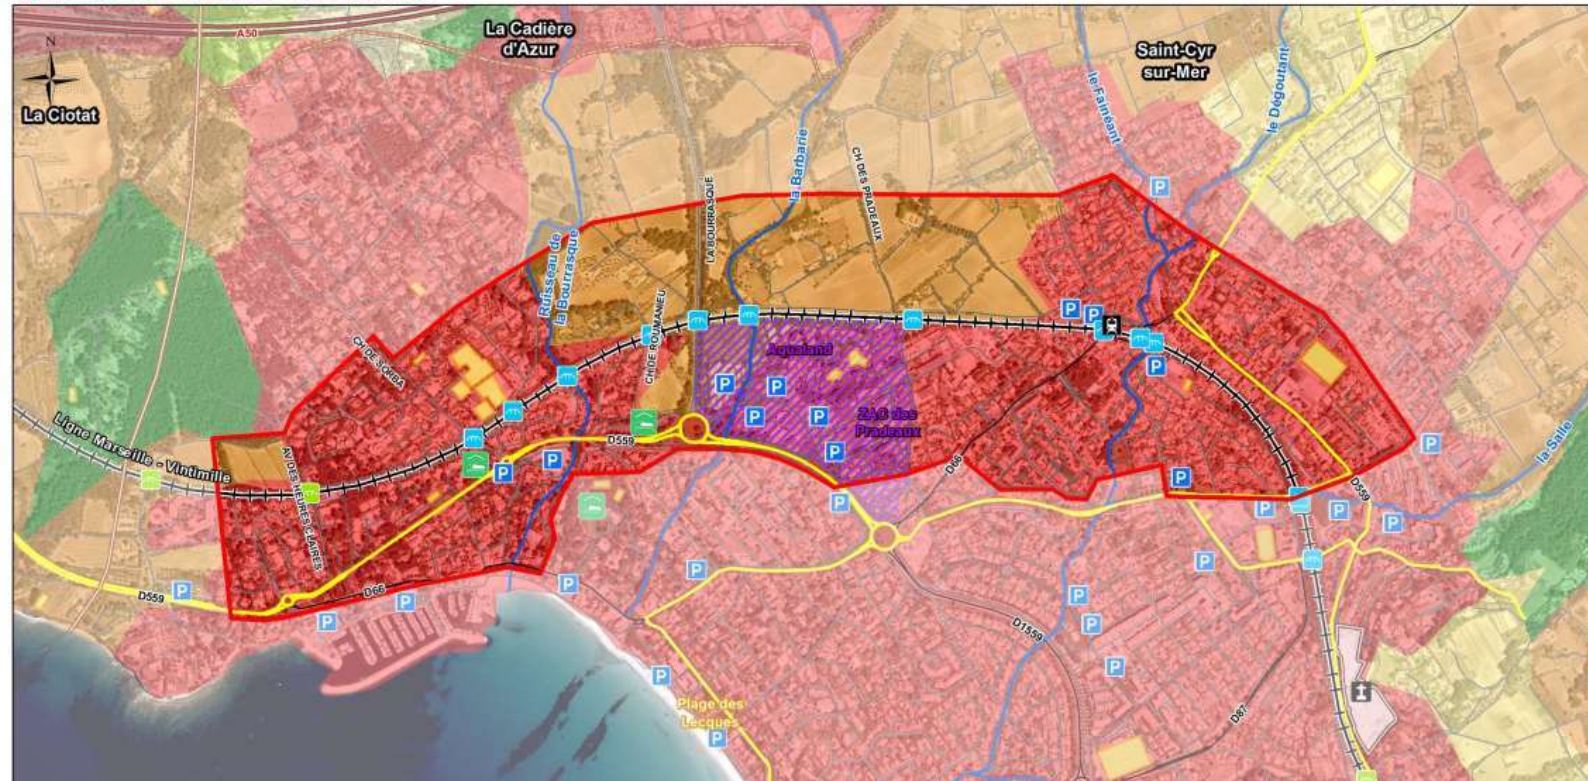 A50
La Cadière
d'Azur
Saint-Cyr
sur-Mer
N
La Ciotat
le Fainéant
le Dégoutant
la Barbarie
CH DES PRADEAUX
LA BOURRASQUE
Ruisseau de
la Bourrasque
P
P
P
CH DE ROUMANIEU
Aqualand
CH DE SORBA
P
P
P
P
P
ZAC des
Pradeaux
D559
P
P
P
P
D66
P
la Salle
Ligne Marseille - Vintimille
AV DES HEURES CLAIRES
D559
P
P
P
P
P
P
P
D559
D66
P
P
P
P
P
P
D1559
P
P
Plage des
Lecques
P
D87